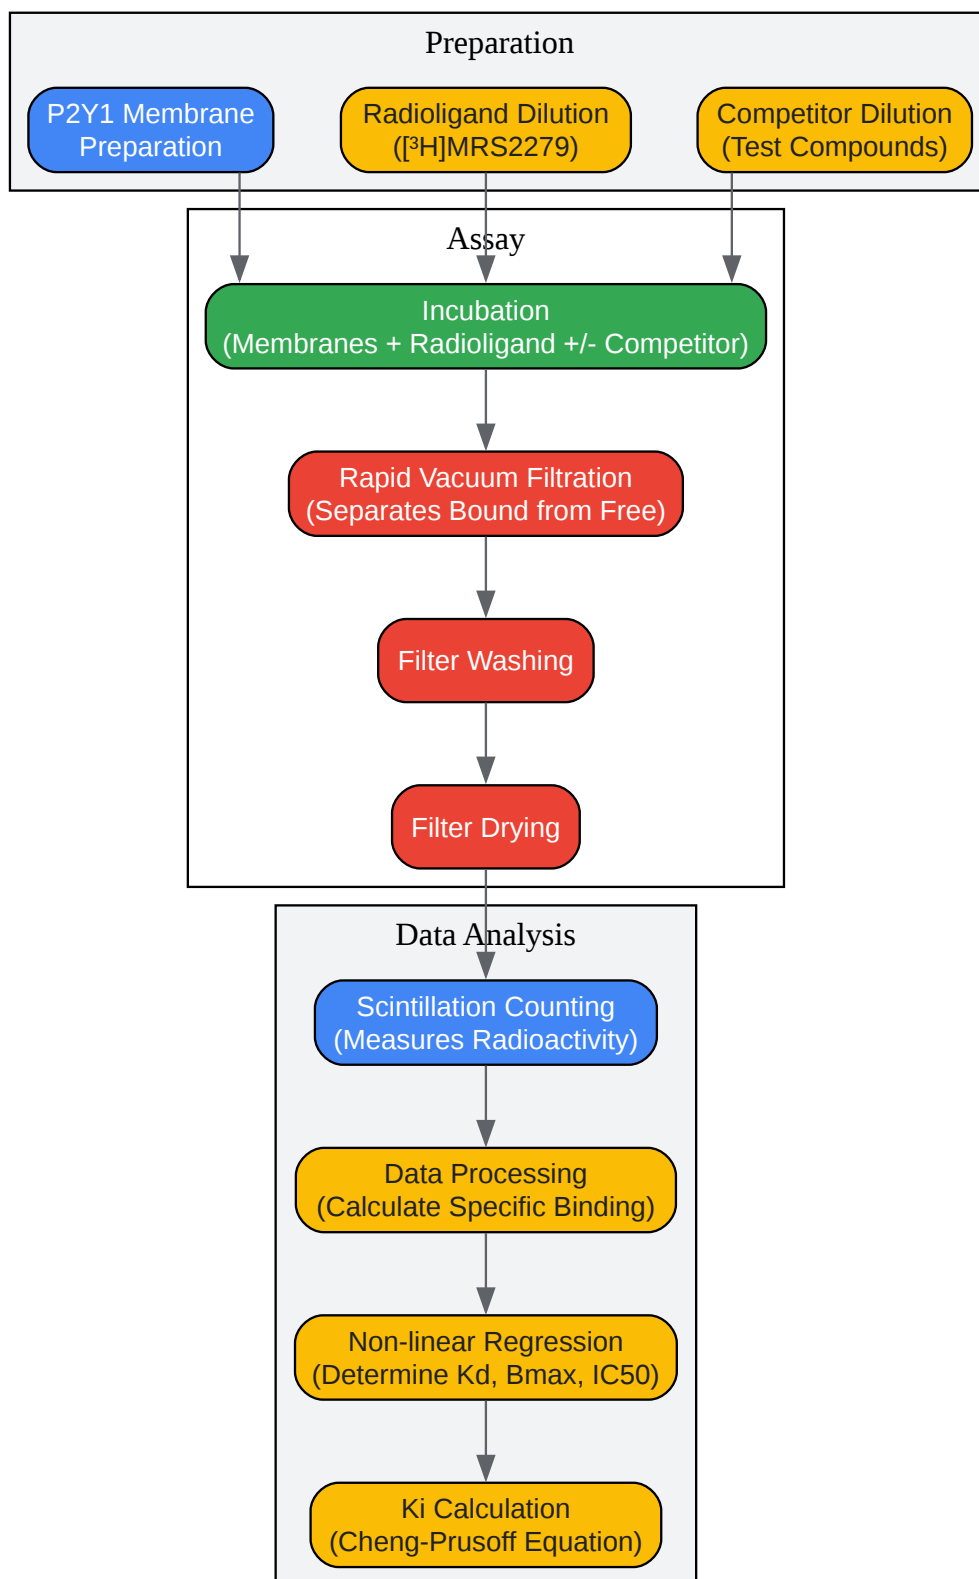 Preparation
P2Y1 Membrane
Preparation
Radioligand Dilution
([³H]MRS2279)
Competitor Dilution
(Test Compounds)
Assay
Incubation
(Membranes + Radioligand +/- Competitor)
Rapid Vacuum Filtration
(Separates Bound from Free)
Filter Washing
Filter Drying
Data Analysis
Scintillation Counting
(Measures Radioactivity)
Data Processing
(Calculate Specific Binding)
Non-linear Regression
(Determine Kd, Bmax, IC50)
Ki Calculation
(Cheng-Prusoff Equation)